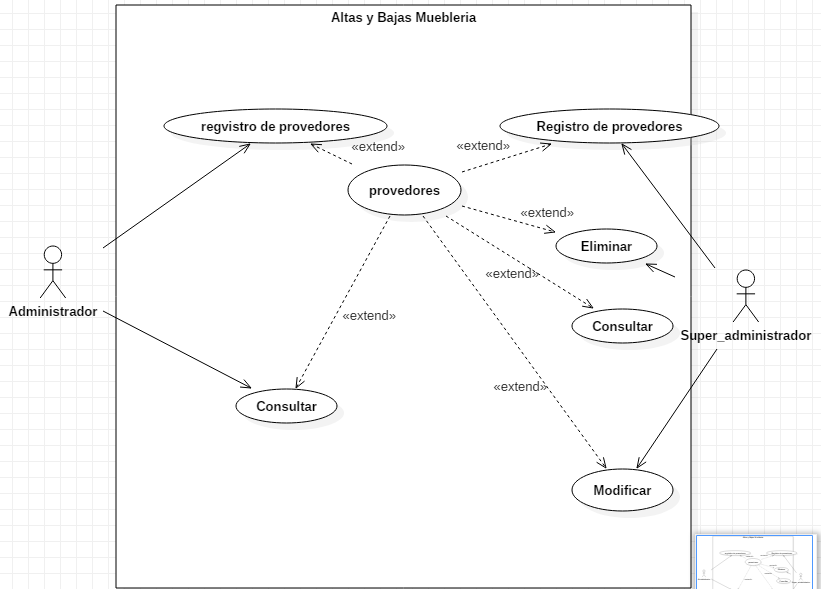 Altas y Bajas Muebleria
regvistro de provedores
Registro de provedores
«extend»
«extend»
provedores
«extend»
Eliminar
«extend»
Administrador
«extend»
Consultar
Super_administrador
«extend»
Consultar
Modificar